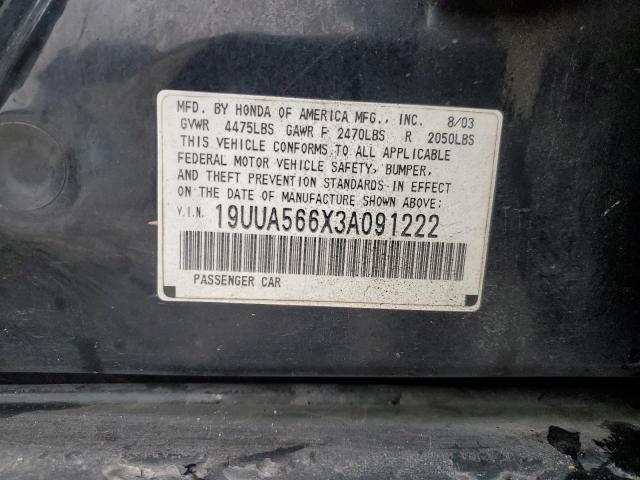 MFD. BY HONDA OF AMERICA MFG., INC. 8/03
GVWR 4475LBS GAWR F 2470LBS R 2050LBS
THIS VEHICLE CONFORMS TO ALL APPLICABLE
FEDERAL MOTOR VEHICLE SAFETY, BUMPER,
AND THEFT PREVENTION STANDARDS IN EFFECT
ON THE DATE OF MANUFACTURE SHOWN ABOVE:
V.I.N. 19UUA566X3A091222
PASSENGER CAR